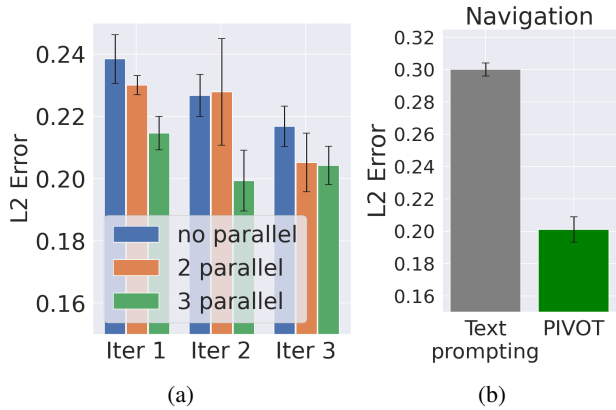 L2 Error
0.24
0.22
0.20
0.18
0.16
no parallel
2 parallel
3 parallel
Iter 1 Iter 2 Iter 3
(a)
Navigation
L2 Error
0.32
0.30
0.28
0.26
0.24
0.22
0.20
0.18
0.16
Text PIVOT
prompting
(b)